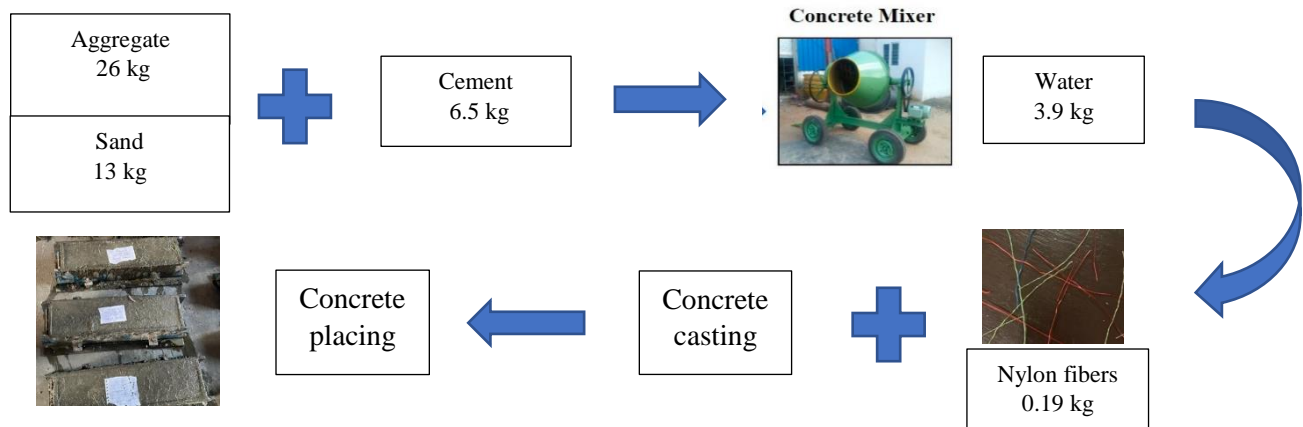 Concrete Mixer
Aggregate
26 kg
Sand
13 kg
Cement
6.5 kg
Water
3.9 kg
Nylon fibers
0.19 kg
Concrete
casting
Concrete
placing